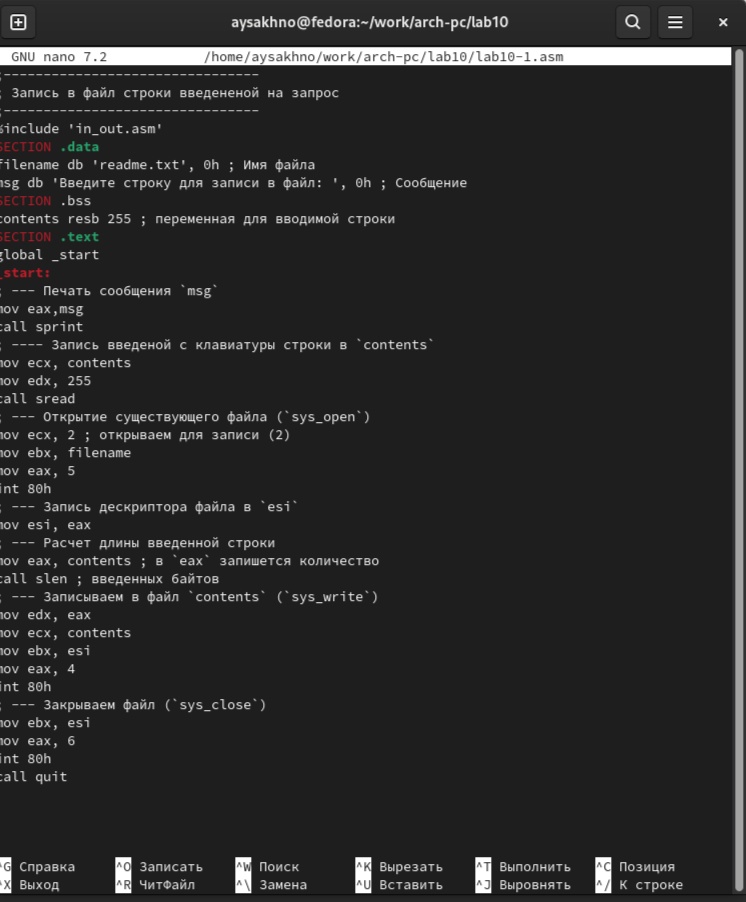 aysakhno@fedora:~/work/arch-pc/lab10
GNU nano 7.2 /home/aysakhno/work/arch-pc/lab10/lab10-1.asm
;--------------------------------
; Запись в файл строки введененой на запрос
;--------------------------------
%include 'in_out.asm'
SECTION .data
filename db 'readme.txt', 0h ; Имя файла
msg db 'Введите строку для записи в файл: ', 0h ; Сообщение
SECTION .bss
contents resb 255 ; переменная для вводимой строки
SECTION .text
global _start
_start:
; --- Печать сообщения `msg`
mov eax,msg
call sprint
; ---- Запись введеной с клавиатуры строки в `contents`
mov ecx, contents
mov edx, 255
call sread
; --- Открытие существующего файла (`sys_open`)
mov ecx, 2 ; открываем для записи (2)
mov ebx, filename
mov eax, 5
int 80h
; --- Запись дескриптора файла в `esi`
mov esi, eax
; --- Расчет длины введенной строки
mov eax, contents ; в `eax` запишется количество
call slen ; введенных байтов
; --- Записываем в файл `contents` (`sys_write`)
mov edx, eax
mov ecx, contents
mov ebx, esi
mov eax, 4
int 80h
; --- Закрываем файл (`sys_close`)
mov ebx, esi
mov eax, 6
int 80h
call quit
^G Справка ^O Записать ^W Поиск ^K Вырезать ^T Выполнить ^C Позиция
^X Выход ^R ЧитФайл ^\ Замена ^U Вставить ^J Выровнять ^/ К строке